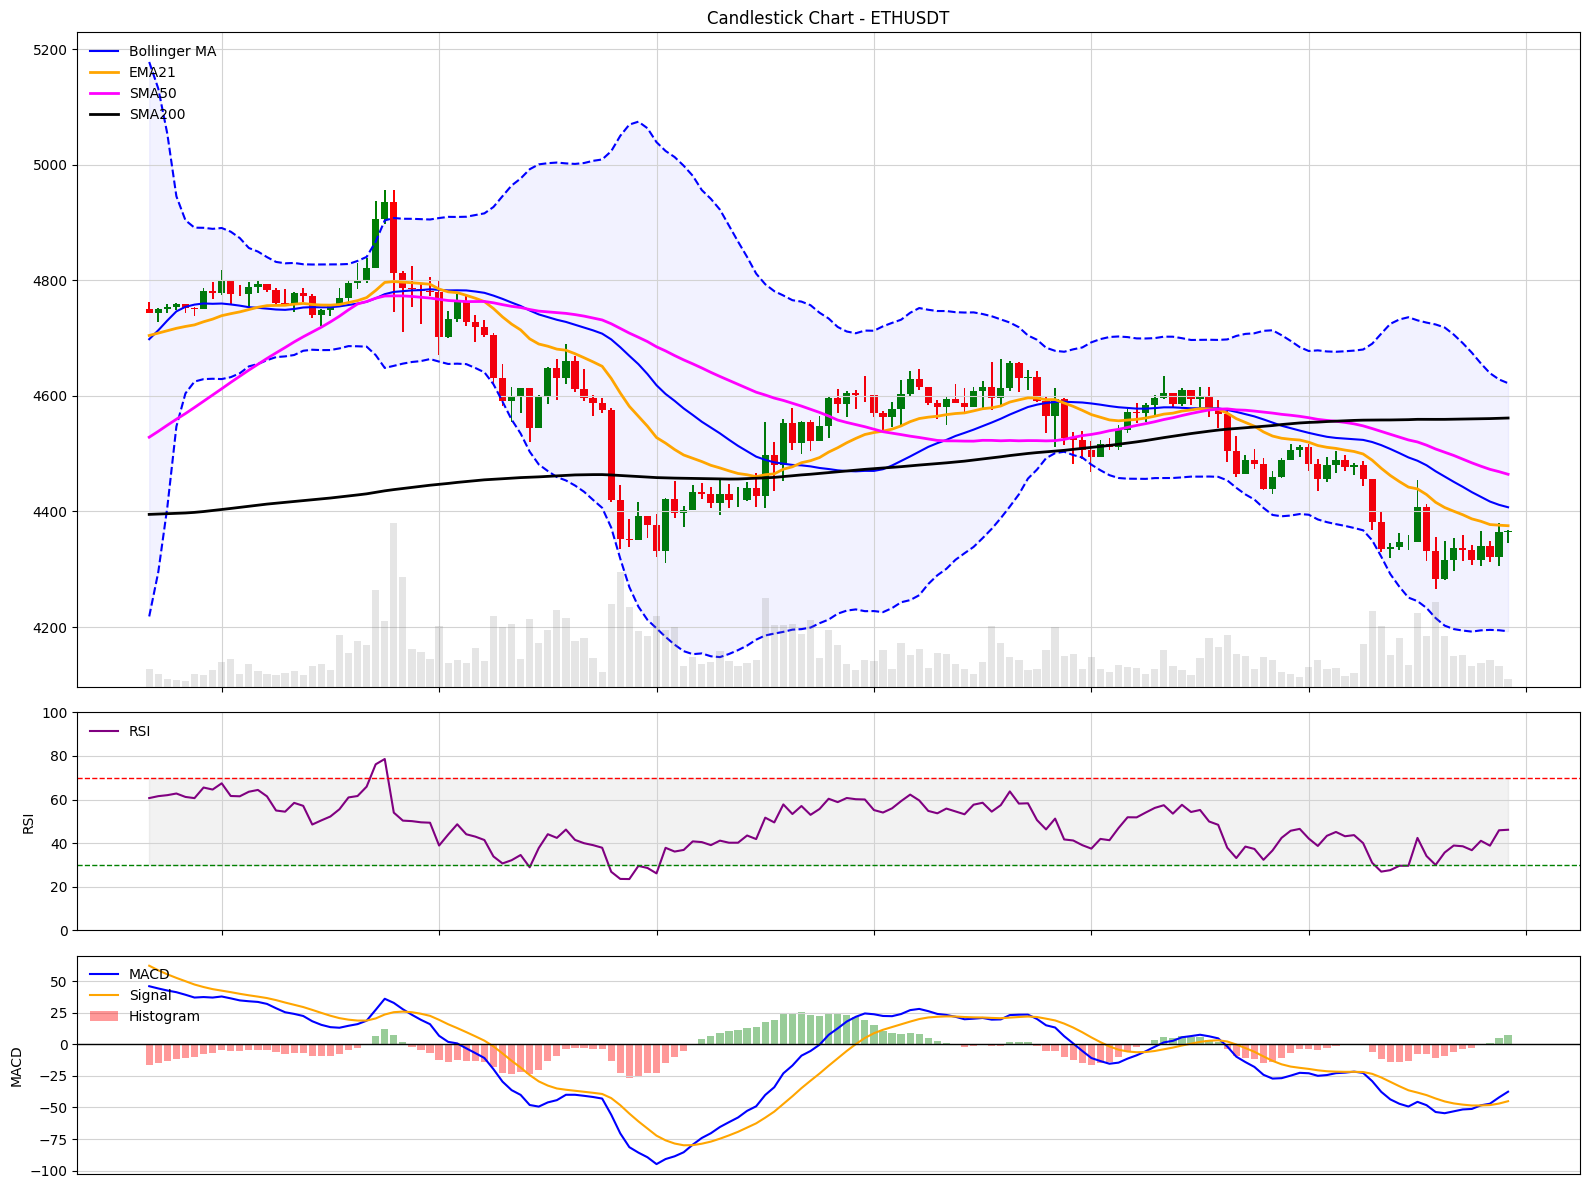 Candlestick Chart - ETHUSDT
5200
5000
4800
4600
4400
4200
Bollinger MA
EMA21
SMA50
SMA200
100
80
60
40
20
0
RSI
RSI
50
25
0
−25
−50
−75
−100
MACD
MACD
Signal
Histogram